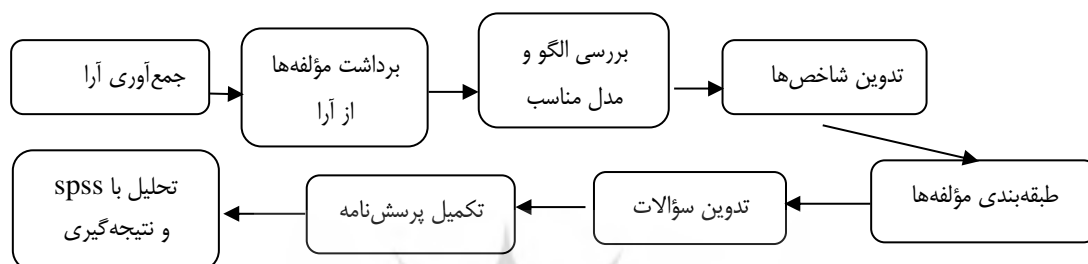 جمع‌آوری آرا
برداشت مؤلفه‌ها
از آرا
بررسی الگو و
مدل مناسب
تدوین شاخص‌ها
طبقه‌بندی مؤلفه‌ها
تدوین سؤالات
تکمیل پرسش‌نامه
تحلیل با spss
و نتیجه‌گیری